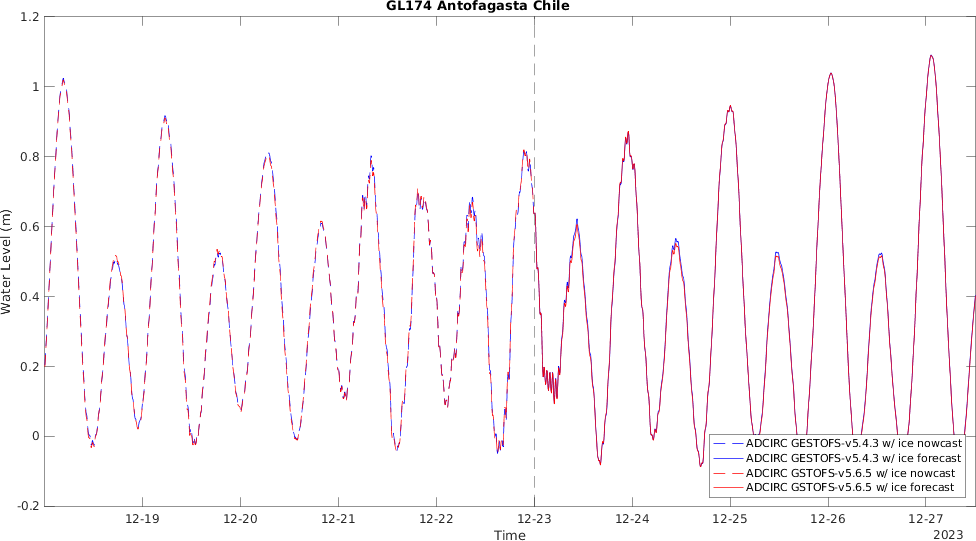 GL174 Antofagasta Chile
1.2
1
0.8
0.6
0.4
0.2
0
-0.2
Water Level (m)
12-19
12-20
12-21
12-22
12-23
12-24
12-25
12-26
12-27
Time
2023
ADCIRC GESTOFS-v5.4.3 w/ ice nowcast
ADCIRC GESTOFS-v5.4.3 w/ ice forecast
ADCIRC GSTOFS-v5.6.5 w/ ice nowcast
ADCIRC GSTOFS-v5.6.5 w/ ice forecast